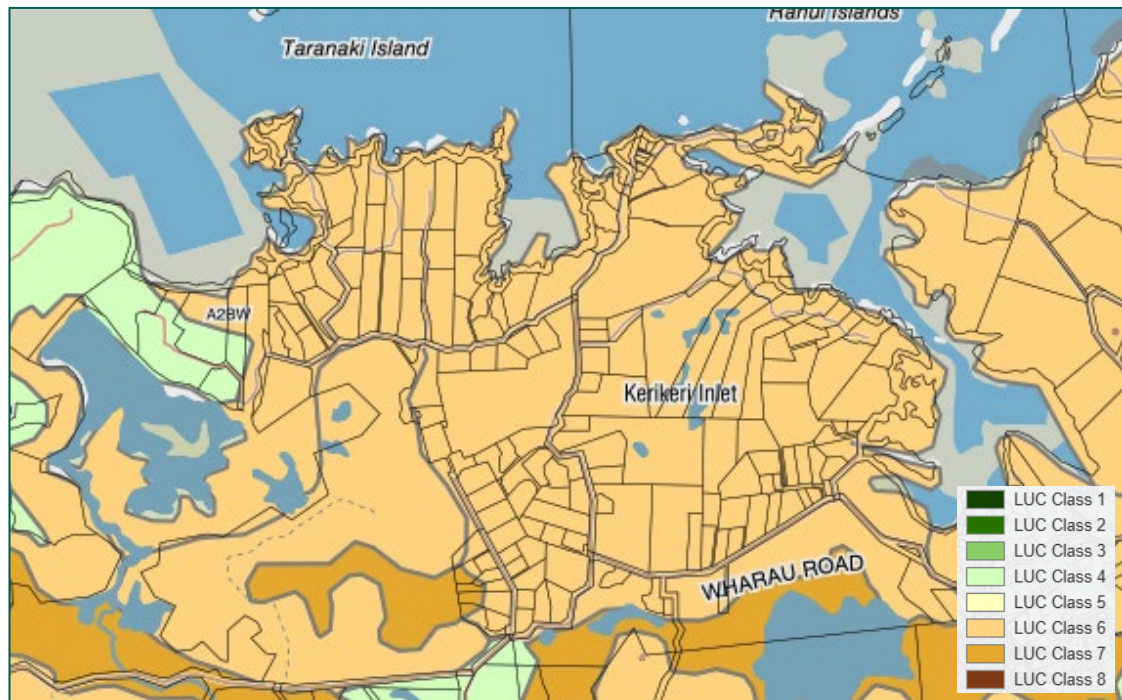 Rahui Islands
Taranaki Island
A2BW
Kerikeri Inlet
WHARAU ROAD
LUC Class 1
LUC Class 2
LUC Class 3
LUC Class 4
LUC Class 5
LUC Class 6
LUC Class 7
LUC Class 8